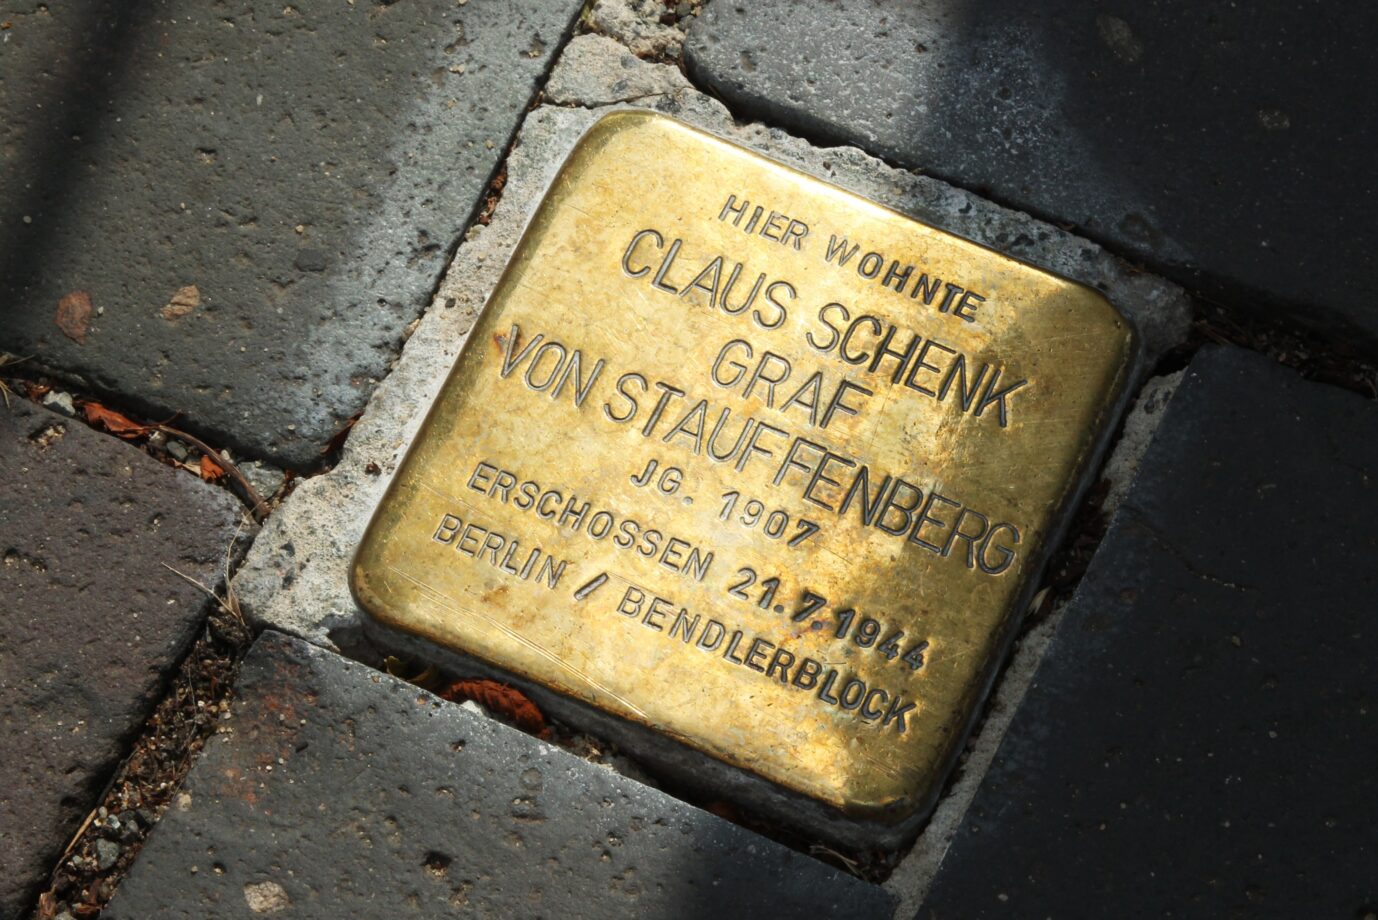 HIER WOHNTE
CLAUS SCHENK
GRAF
VON STAUFFENBERG
JG. 1907
ERSCHOSSEN 21.7.1944
BERLIN / BENDLERBLOCK